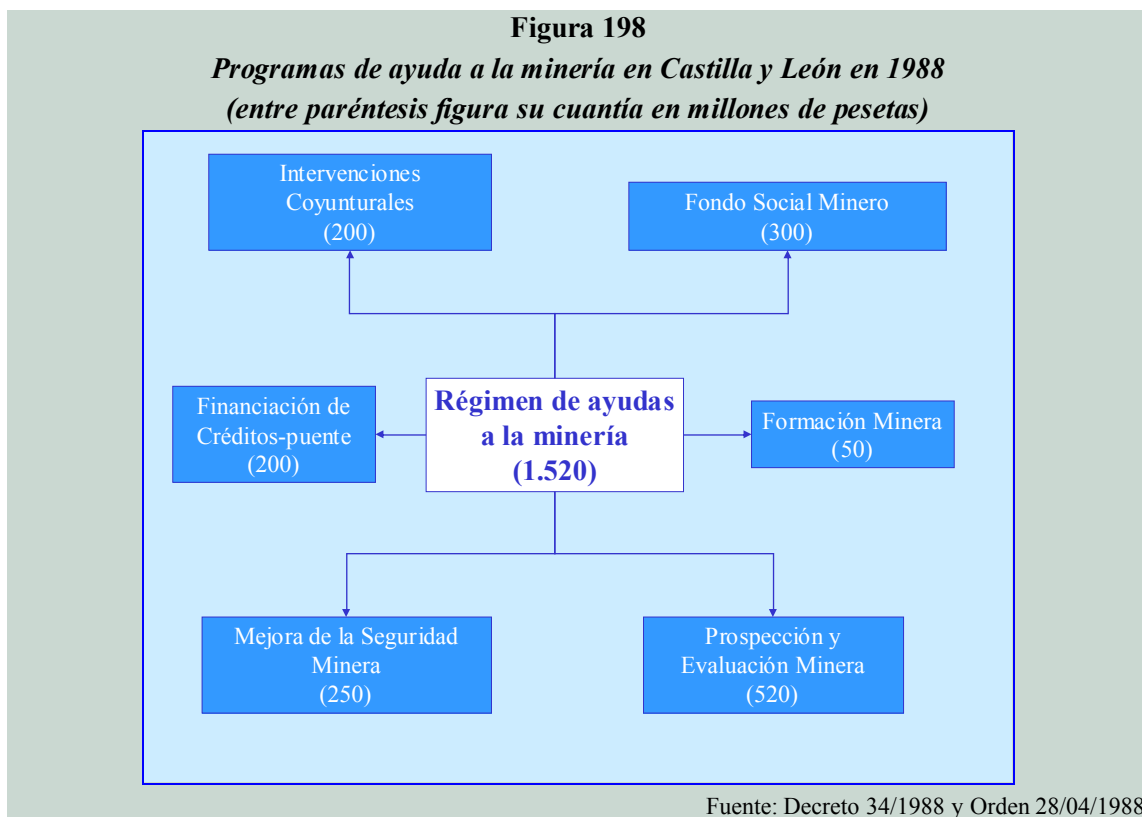 Figura 198
Programas de ayuda a la minería en Castilla y León en 1988
(entre paréntesis figura su cuantía en millones de pesetas)
Intervenciones
Coyunturales
(200)
Fondo Social Minero
(300)
Financiación de
Créditos-puente
(200)
Régimen de ayudas
a la minería
(1.520)
Formación Minera
(50)
Mejora de la Seguridad
Minera
(250)
Prospección y
Evaluación Minera
(520)
Fuente: Decreto 34/1988 y Orden 28/04/1988